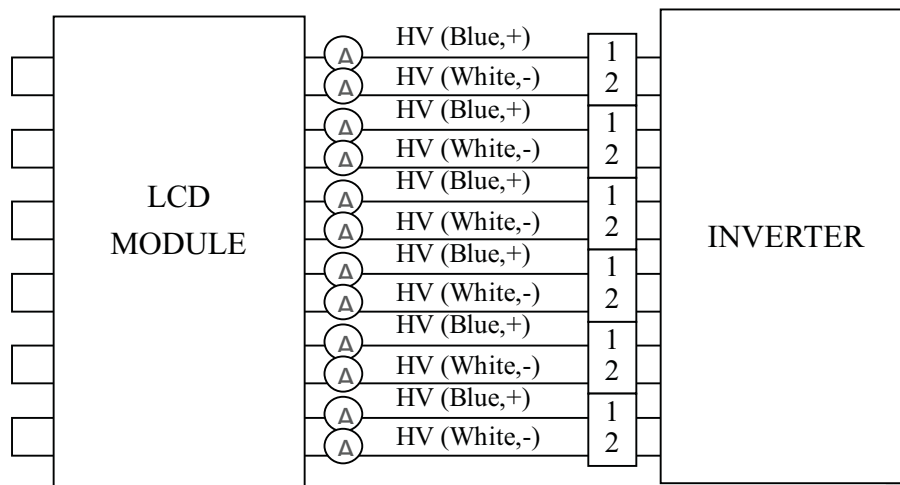 HV (Blue,+)
A 1
HV (White,-)
A 2
HV (Blue,+)
A 1
HV (White,-)
A 2
HV (Blue,+)
A 1
HV (White,-)
A 2
HV (Blue,+)
A 1
HV (White,-)
A 2
HV (Blue,+)
A 1
HV (White,-)
A 2
HV (Blue,+)
A 1
HV (White,-)
A 2
LCD
MODULE
INVERTER